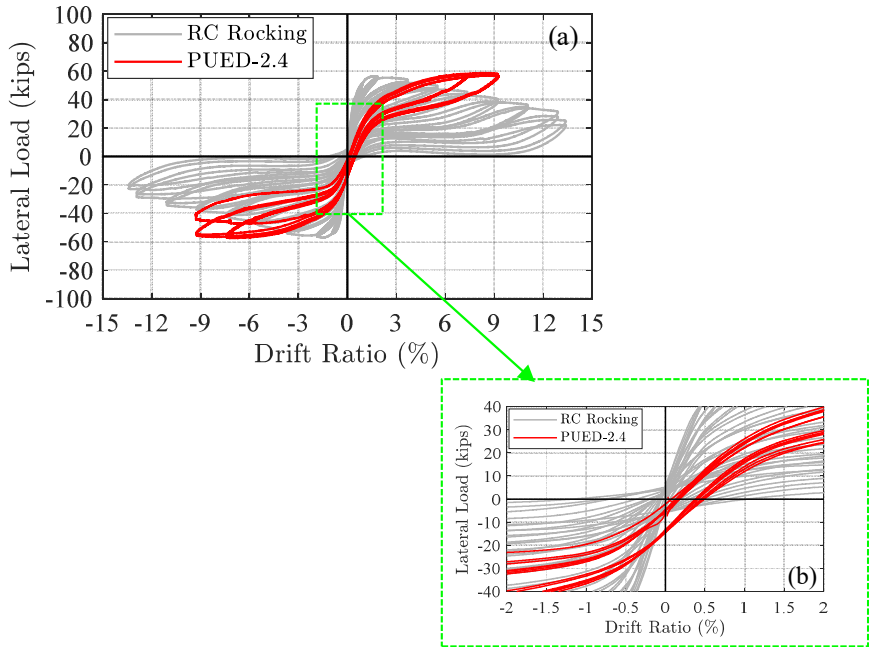 100
80
60
40
20
0
-20
-40
-60
-80
-100
Lateral Load (kips)
RC Rocking
PUED-2.4
(a)
-15 -12 -9 -6 -3 0 3 6 9 12 15
Drift Ratio (%)
40
30
20
10
0
-10
-20
-30
-40
Lateral Load (kips)
RC Rocking
PUED-2.4
(b)
-2 -1.5 -1 -0.5 0 0.5 1 1.5 2
Drift Ratio (%)